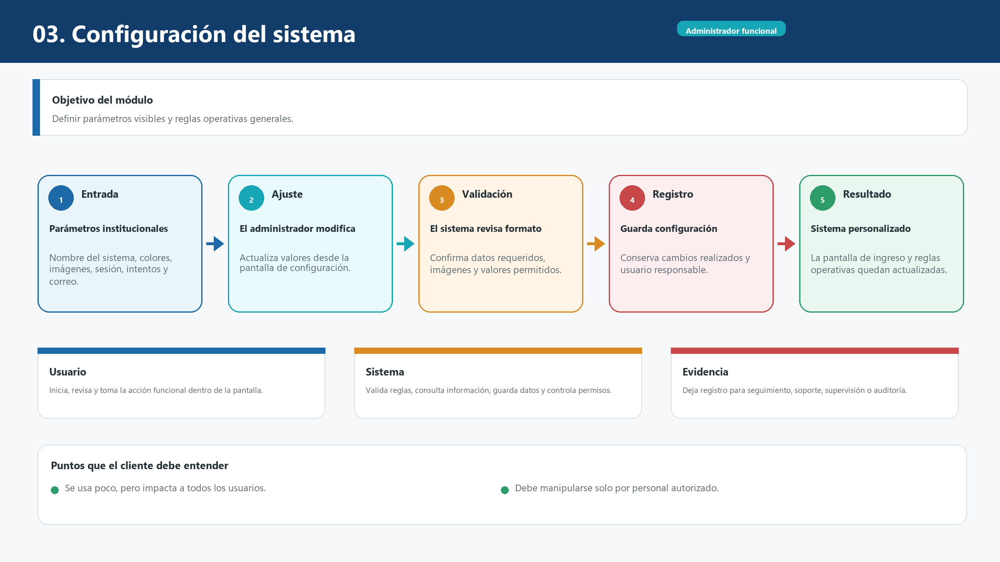 03. Configuración del sistema
Administrador funcional
Objetivo del módulo
Definir parámetros visibles y reglas operativas generales.
1
Entrada
Parámetros institucionales
Nombre del sistema, colores,
imágenes, sesión, intentos y
correo.
2
Ajuste
El administrador modifica
Actualiza valores desde la
pantalla de configuración.
3
Validación
El sistema revisa formato
Confirma datos requeridos,
imágenes y valores permitidos.
4
Registro
Guarda configuración
Conserva cambios realizados y
usuario responsable.
5
Resultado
Sistema personalizado
La pantalla de ingreso y reglas
operativas quedan actualizadas.
Usuario
Inicia, revisa y toma la acción funcional dentro de la pantalla.
Sistema
Valida reglas, consulta información, guarda datos y controla permisos.
Evidencia
Deja registro para seguimiento, soporte, supervisión o auditoría.
Puntos que el cliente debe entender
Se usa poco, pero impacta a todos los usuarios.
Debe manipularse solo por personal autorizado.